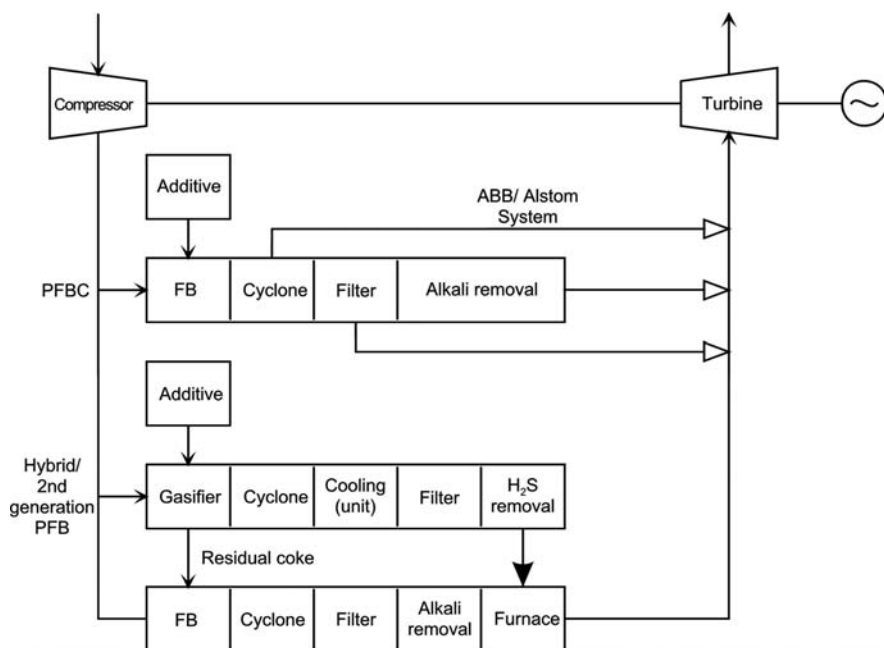 Compressor
Turbine
Additive
ABB/ Alstom
System
PFBC
FB
Cyclone
Filter
Alkali removal
Additive
Hybrid/
2nd
generation
PFB
Gasifier
Cyclone
Cooling
(unit)
Filter
H₂S
removal
Residual coke
FB
Cyclone
Filter
Alkali
removal
Furnace